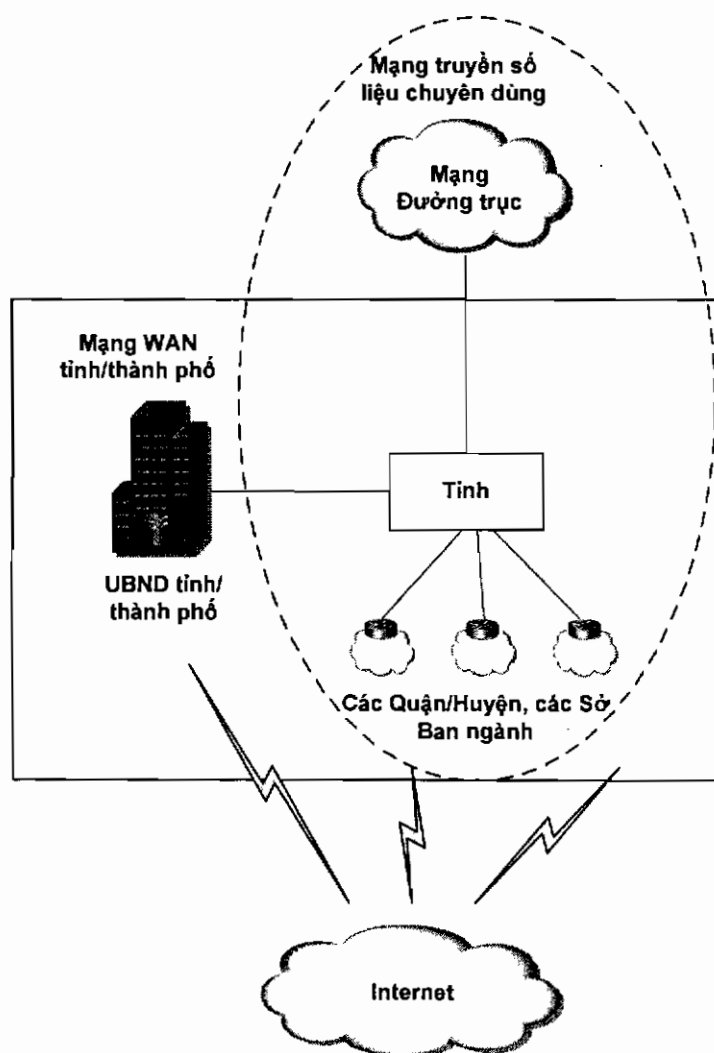 Mạng truyền số
liệu chuyên dùng
Mạng
Đường trục
Mạng WAN
tỉnh/thành phố
Tỉnh
UBND tỉnh/
thành phố
Các Quận/Huyện, các Sở
Ban ngành
Internet